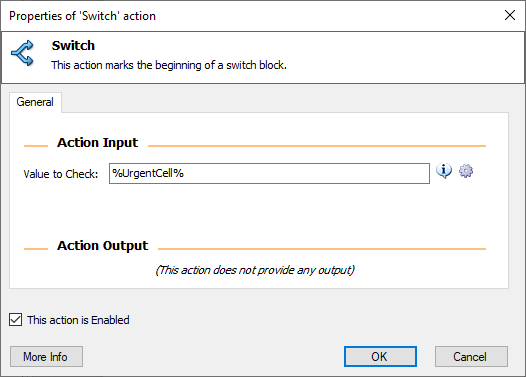 Properties of 'Switch' action
Switch
This action marks the beginning of a switch block.
General
Action Input
Value to Check: %UrgentCell%
Action Output
(This action does not provide any output)
This action is Enabled
More Info OK Cancel